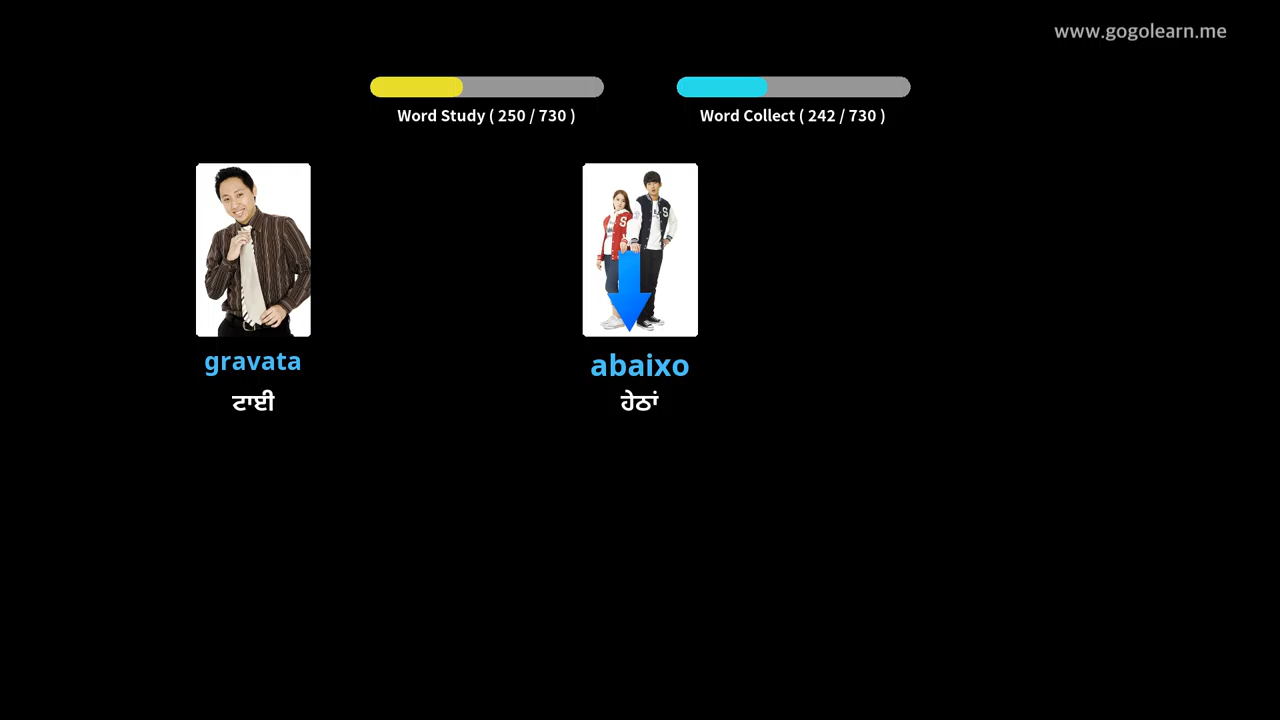 www.gogolearn.me
Word Study ( 250 / 730 )
Word Collect ( 242 / 730 )
S
S
gravata
abaixo
ਟਾਈ
ਹੇਠਾਂ